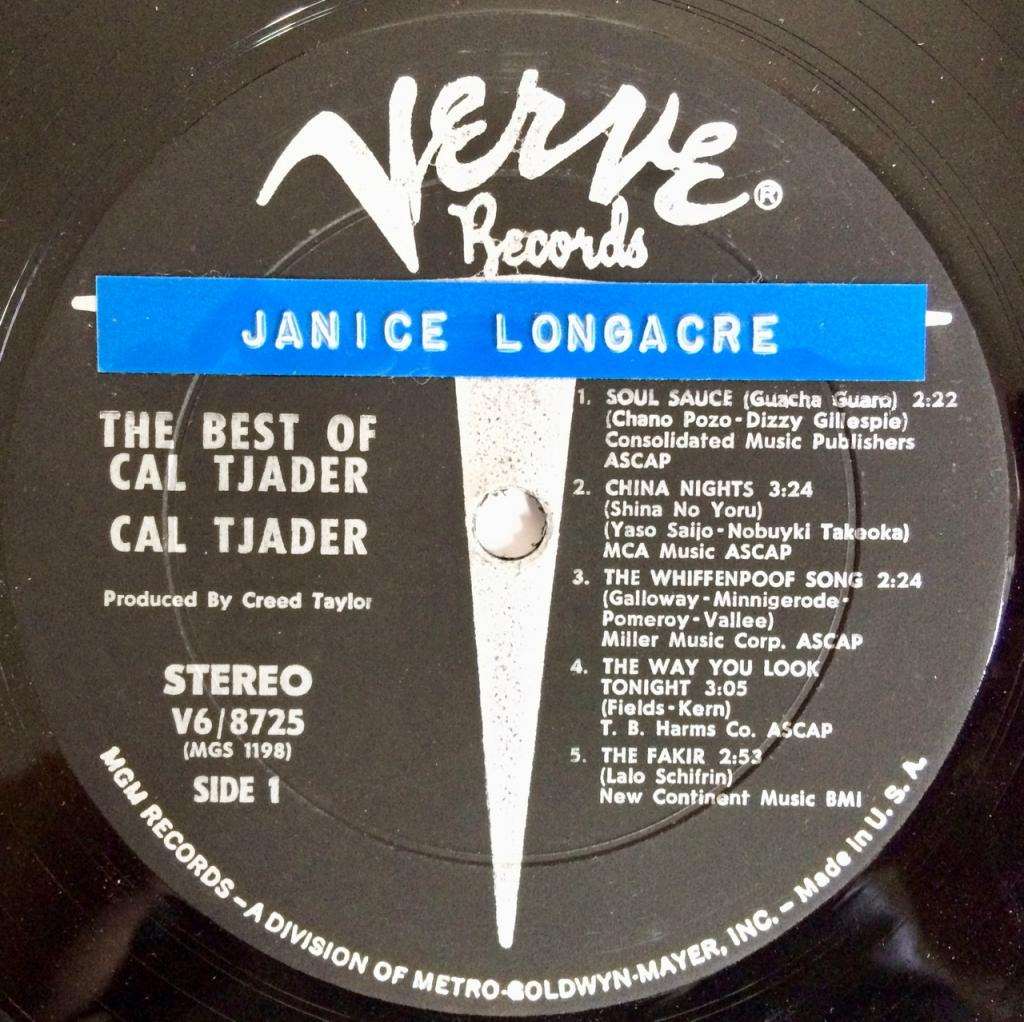 Verve®
Records
JANICE LONGACRE
THE BEST OF
CAL TJADER
CAL TJADER
Produced By Creed Taylor
STEREO
V6/8725
(MGS 1198)
SIDE 1
1. SOUL SAUCE (Guacha Guaro) 2:22
(Chano Pozo-Dizzy Gillespie)
Consolidated Music Publishers
ASCAP
2. CHINA NIGHTS 3:24
(Shina No Yoru)
(Yaso Saijo-Nobuyki Takeoka)
MCA Music ASCAP
3. THE WHIFFENPOOF SONG 2:24
(Galloway-Minnigerode-
Pomeroy-Vallee)
Miller Music Corp. ASCAP
4. THE WAY YOU LOOK
TONIGHT 3:05
(Fields-Kern)
T. B. Harms Co. ASCAP
5. THE FAKIR 2:53
(Lalo Schifrin)
New Continent Music BMI
MGM RECORDS – A DIVISION OF METRO-GOLDWYN-MAYER, INC. – Made In U. S. A.